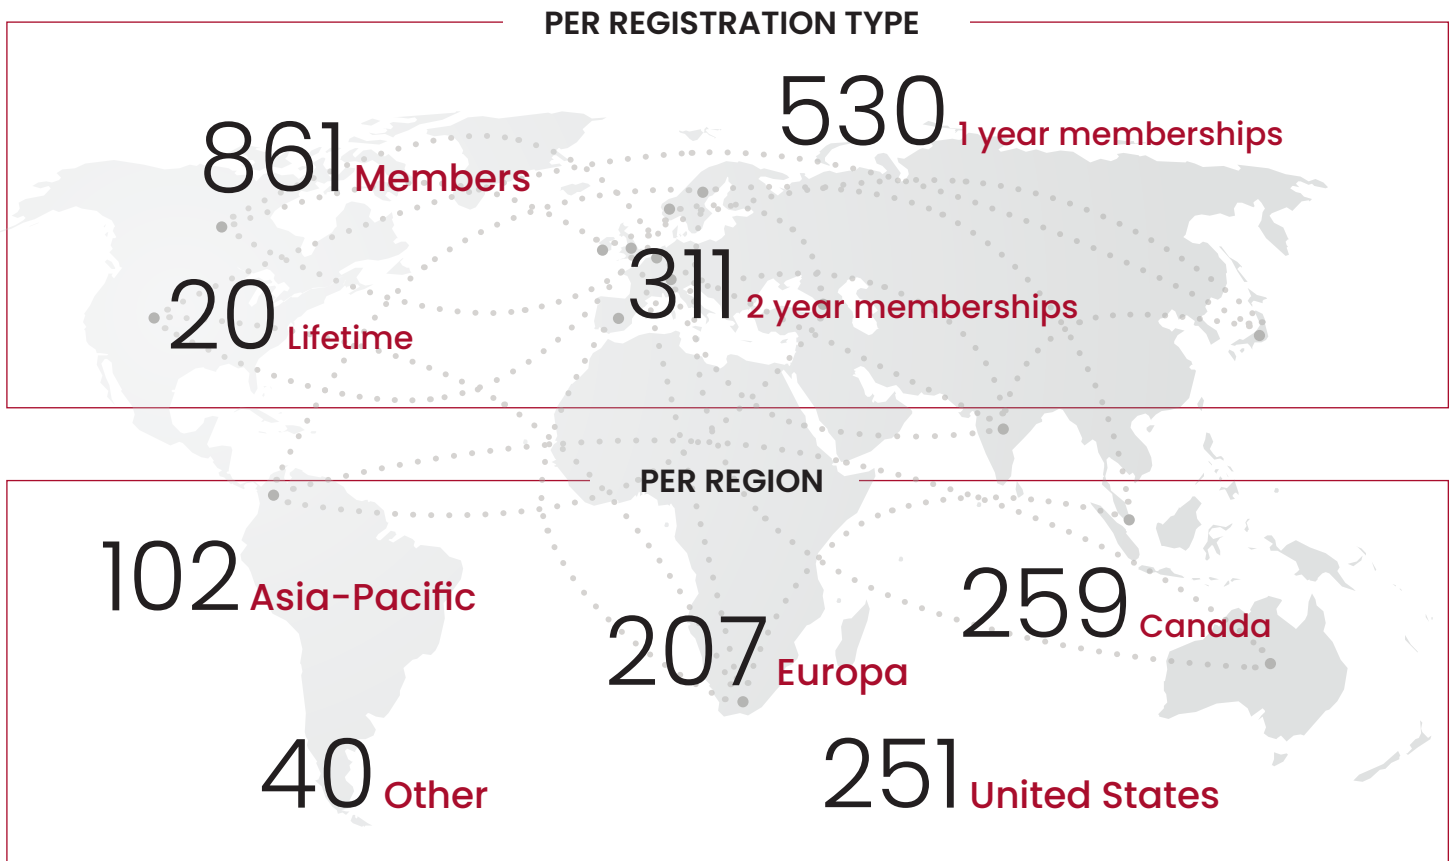 PER REGISTRATION TYPE
861 Members
530 1 year memberships
20 Lifetime
311 2 year memberships
PER REGION
102 Asia-Pacific
207 Europa
259 Canada
40 Other
251 United States